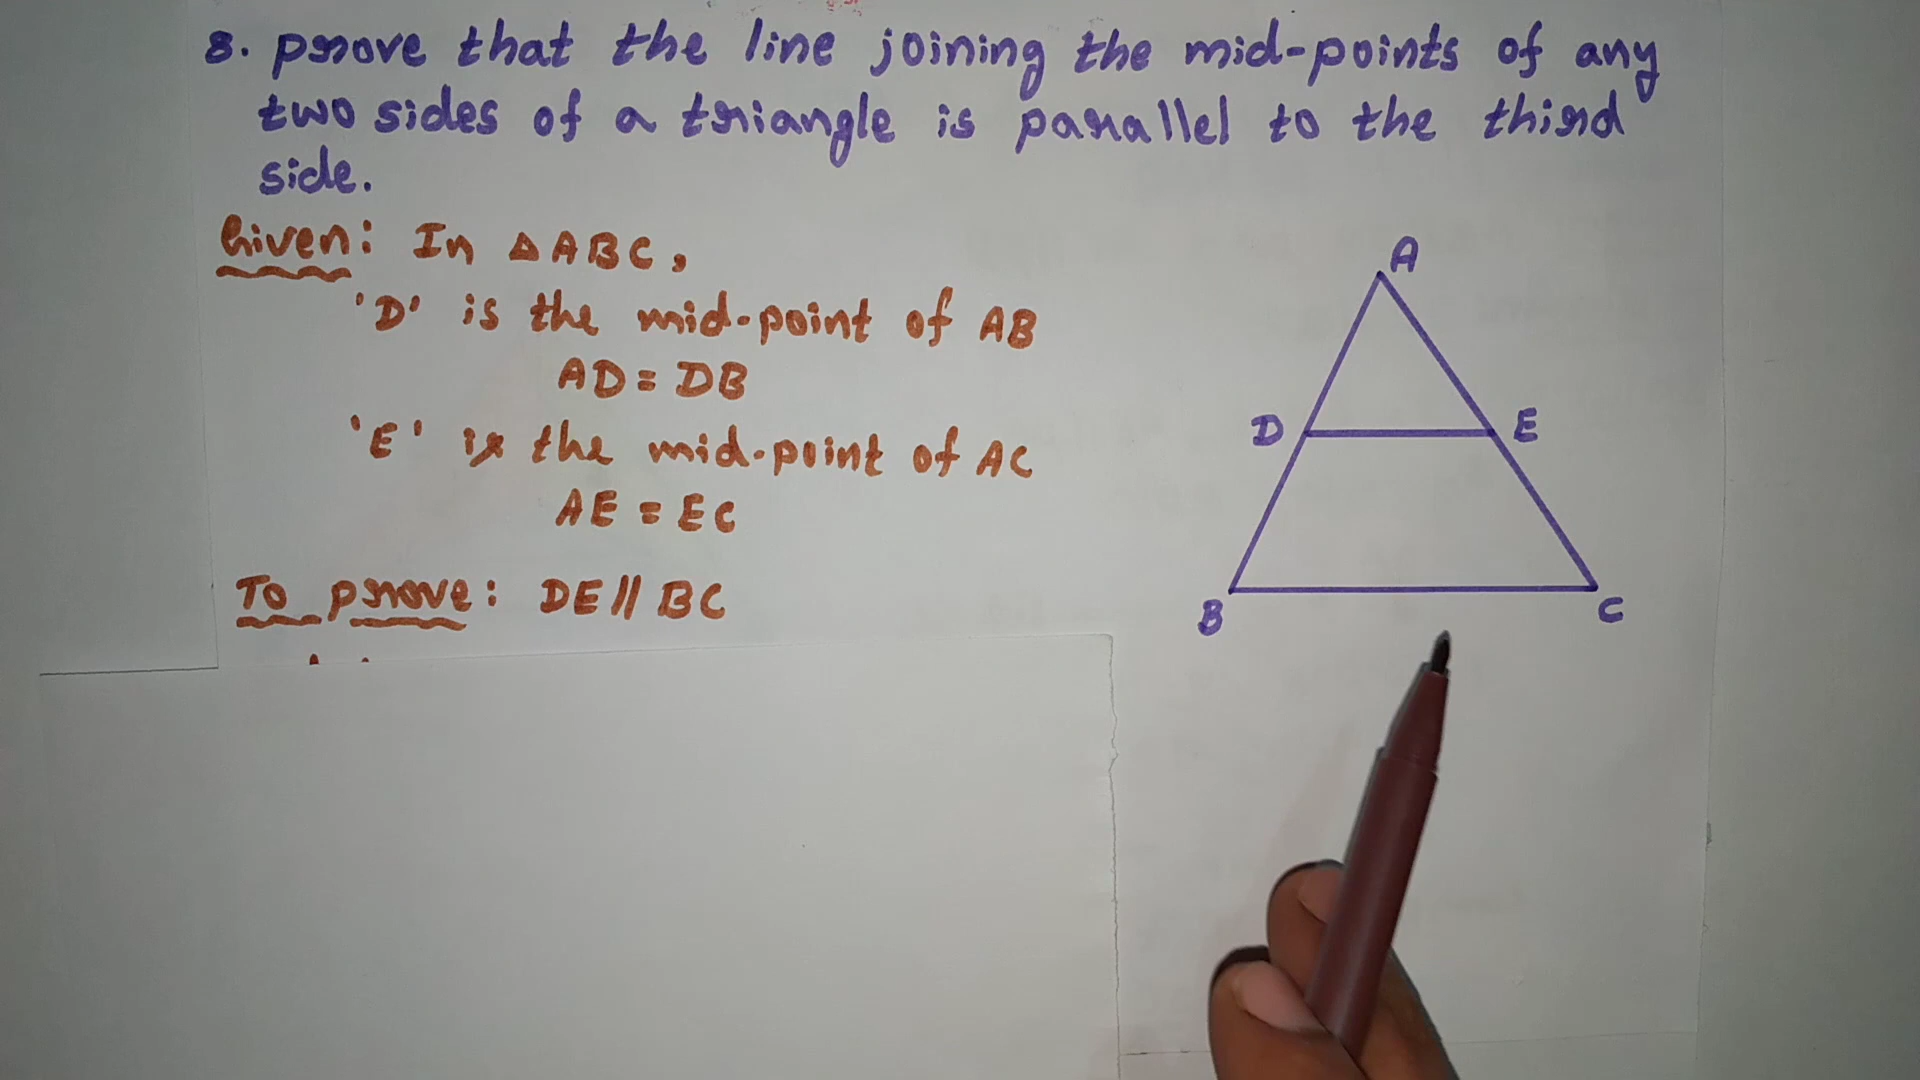 8. prove that the line joining the mid-points of any
two sides of a triangle is parallel to the third
side.
Given: In △ABC,
'D' is the mid-point of AB
AD = DB
'E' is the mid-point of AC
AE = EC
To prove: DE // BC
A
D
E
B
C